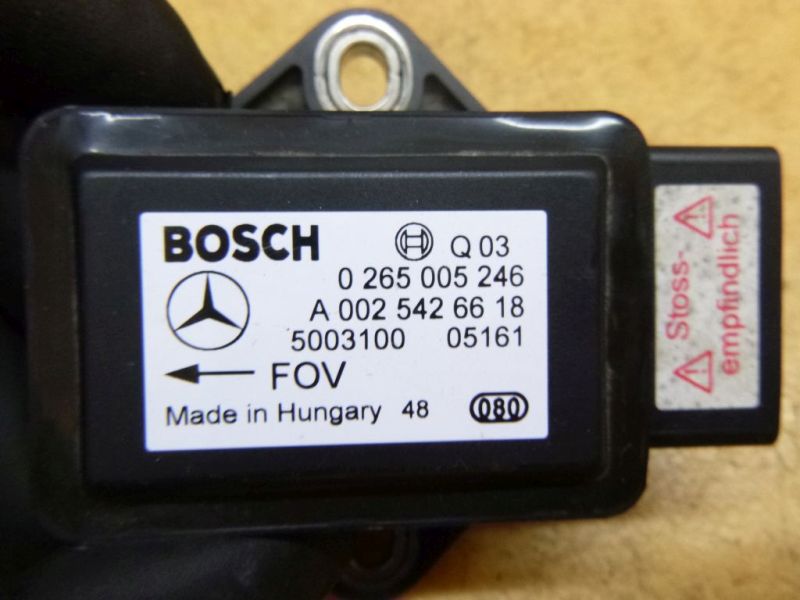 BOSCH Q 03
0 265 005 246
A 002 542 66 18
5003100 05161
FOV
Made in Hungary 48 080
Stoss-
empfindlich